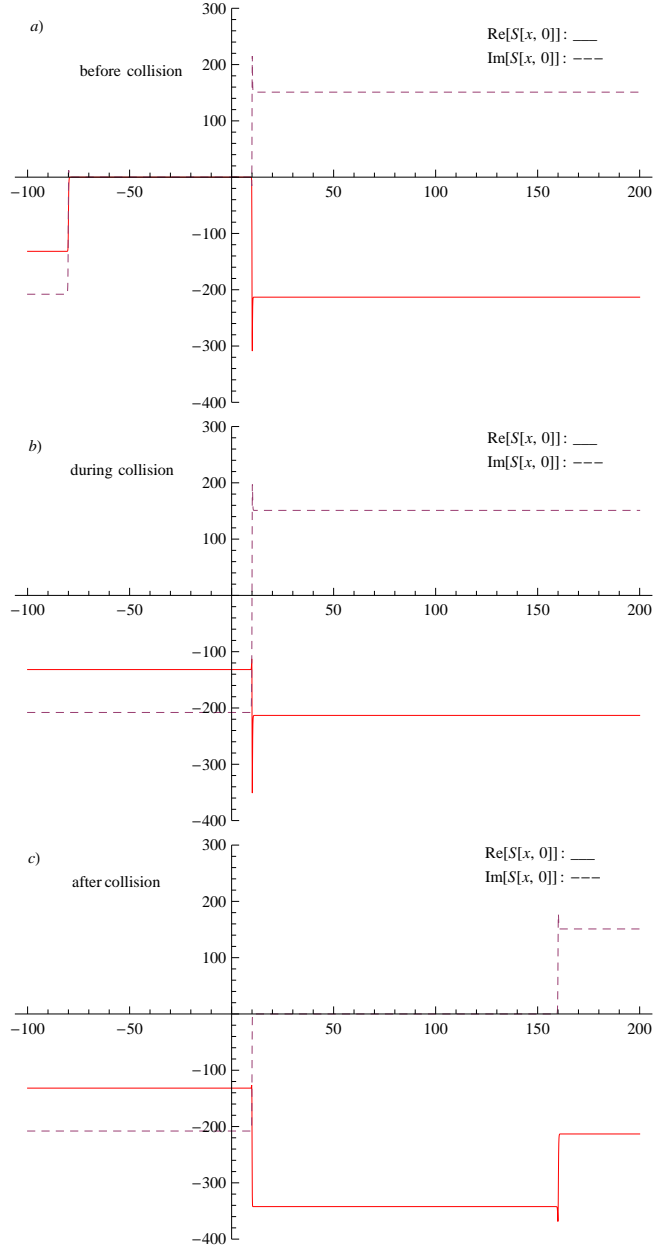 300
a)
Re[S[x, 0]] : ___
Im[S[x, 0]] : ---
200
before collision
100
−100 −50 50 100 150 200
−100
−200
−300
−400
300
b)
Re[S[x, 0]] : ___
Im[S[x, 0]] : ---
during collision
200
100
−100 −50 50 100 150 200
−100
−200
−300
−400
300
c)
Re[S[x, 0]] : ___
Im[S[x, 0]] : ---
after collision
200
100
−100 −50 50 100 150 200
−100
−200
−300
−400